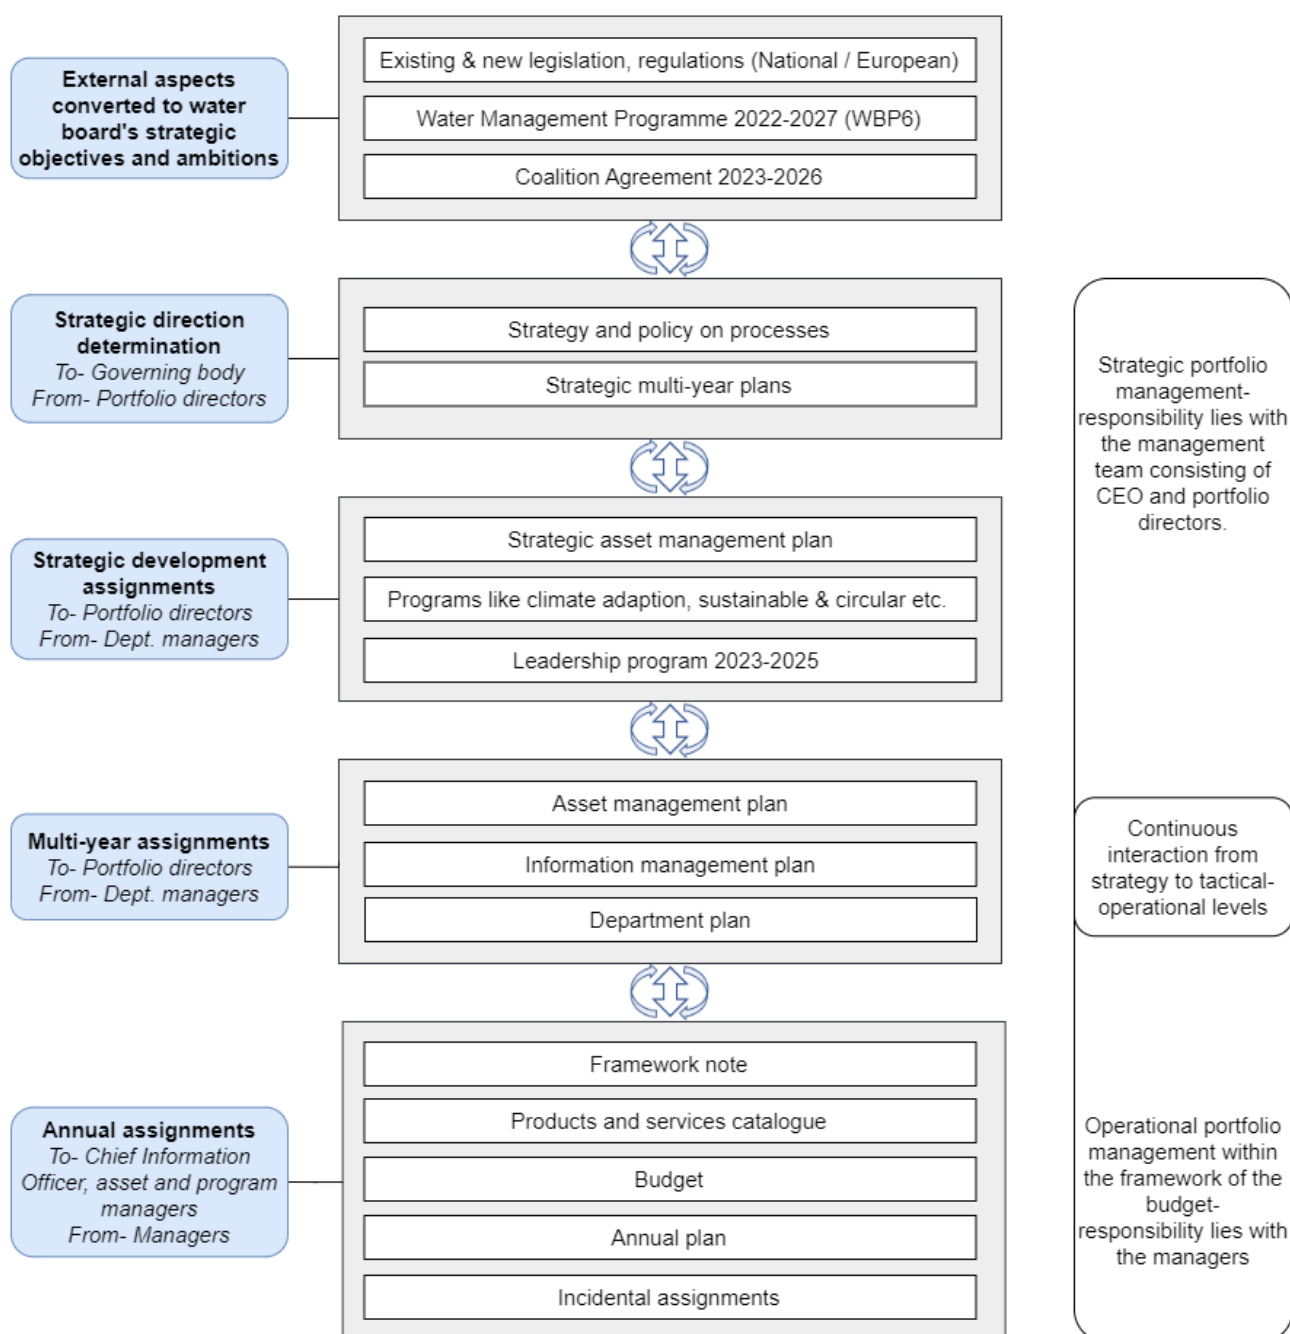 External aspects
converted to water
board's strategic
objectives and ambitions
Existing & new legislation, regulations (National / European)
Water Management Programme 2022-2027 (WBP6)
Coalition Agreement 2023-2026
Strategic direction
determination
To- Governing body
From- Portfolio directors
Strategy and policy on processes
Strategic multi-year plans
Strategic portfolio
management-
responsibility lies with
the management
team consisting of
CEO and portfolio
directors.
Strategic development
assignments
To- Portfolio directors
From- Dept. managers
Strategic asset management plan
Programs like climate adaption, sustainable & circular etc.
Leadership program 2023-2025
Multi-year assignments
To- Portfolio directors
From- Dept. managers
Asset management plan
Information management plan
Department plan
Continuous
interaction from
strategy to tactical-
operational levels
Annual assignments
To- Chief Information
Officer, asset and program
managers
From- Managers
Framework note
Products and services catalogue
Budget
Annual plan
Incidental assignments
Operational portfolio
management within
the framework of the
budget-
responsibility lies with
the managers